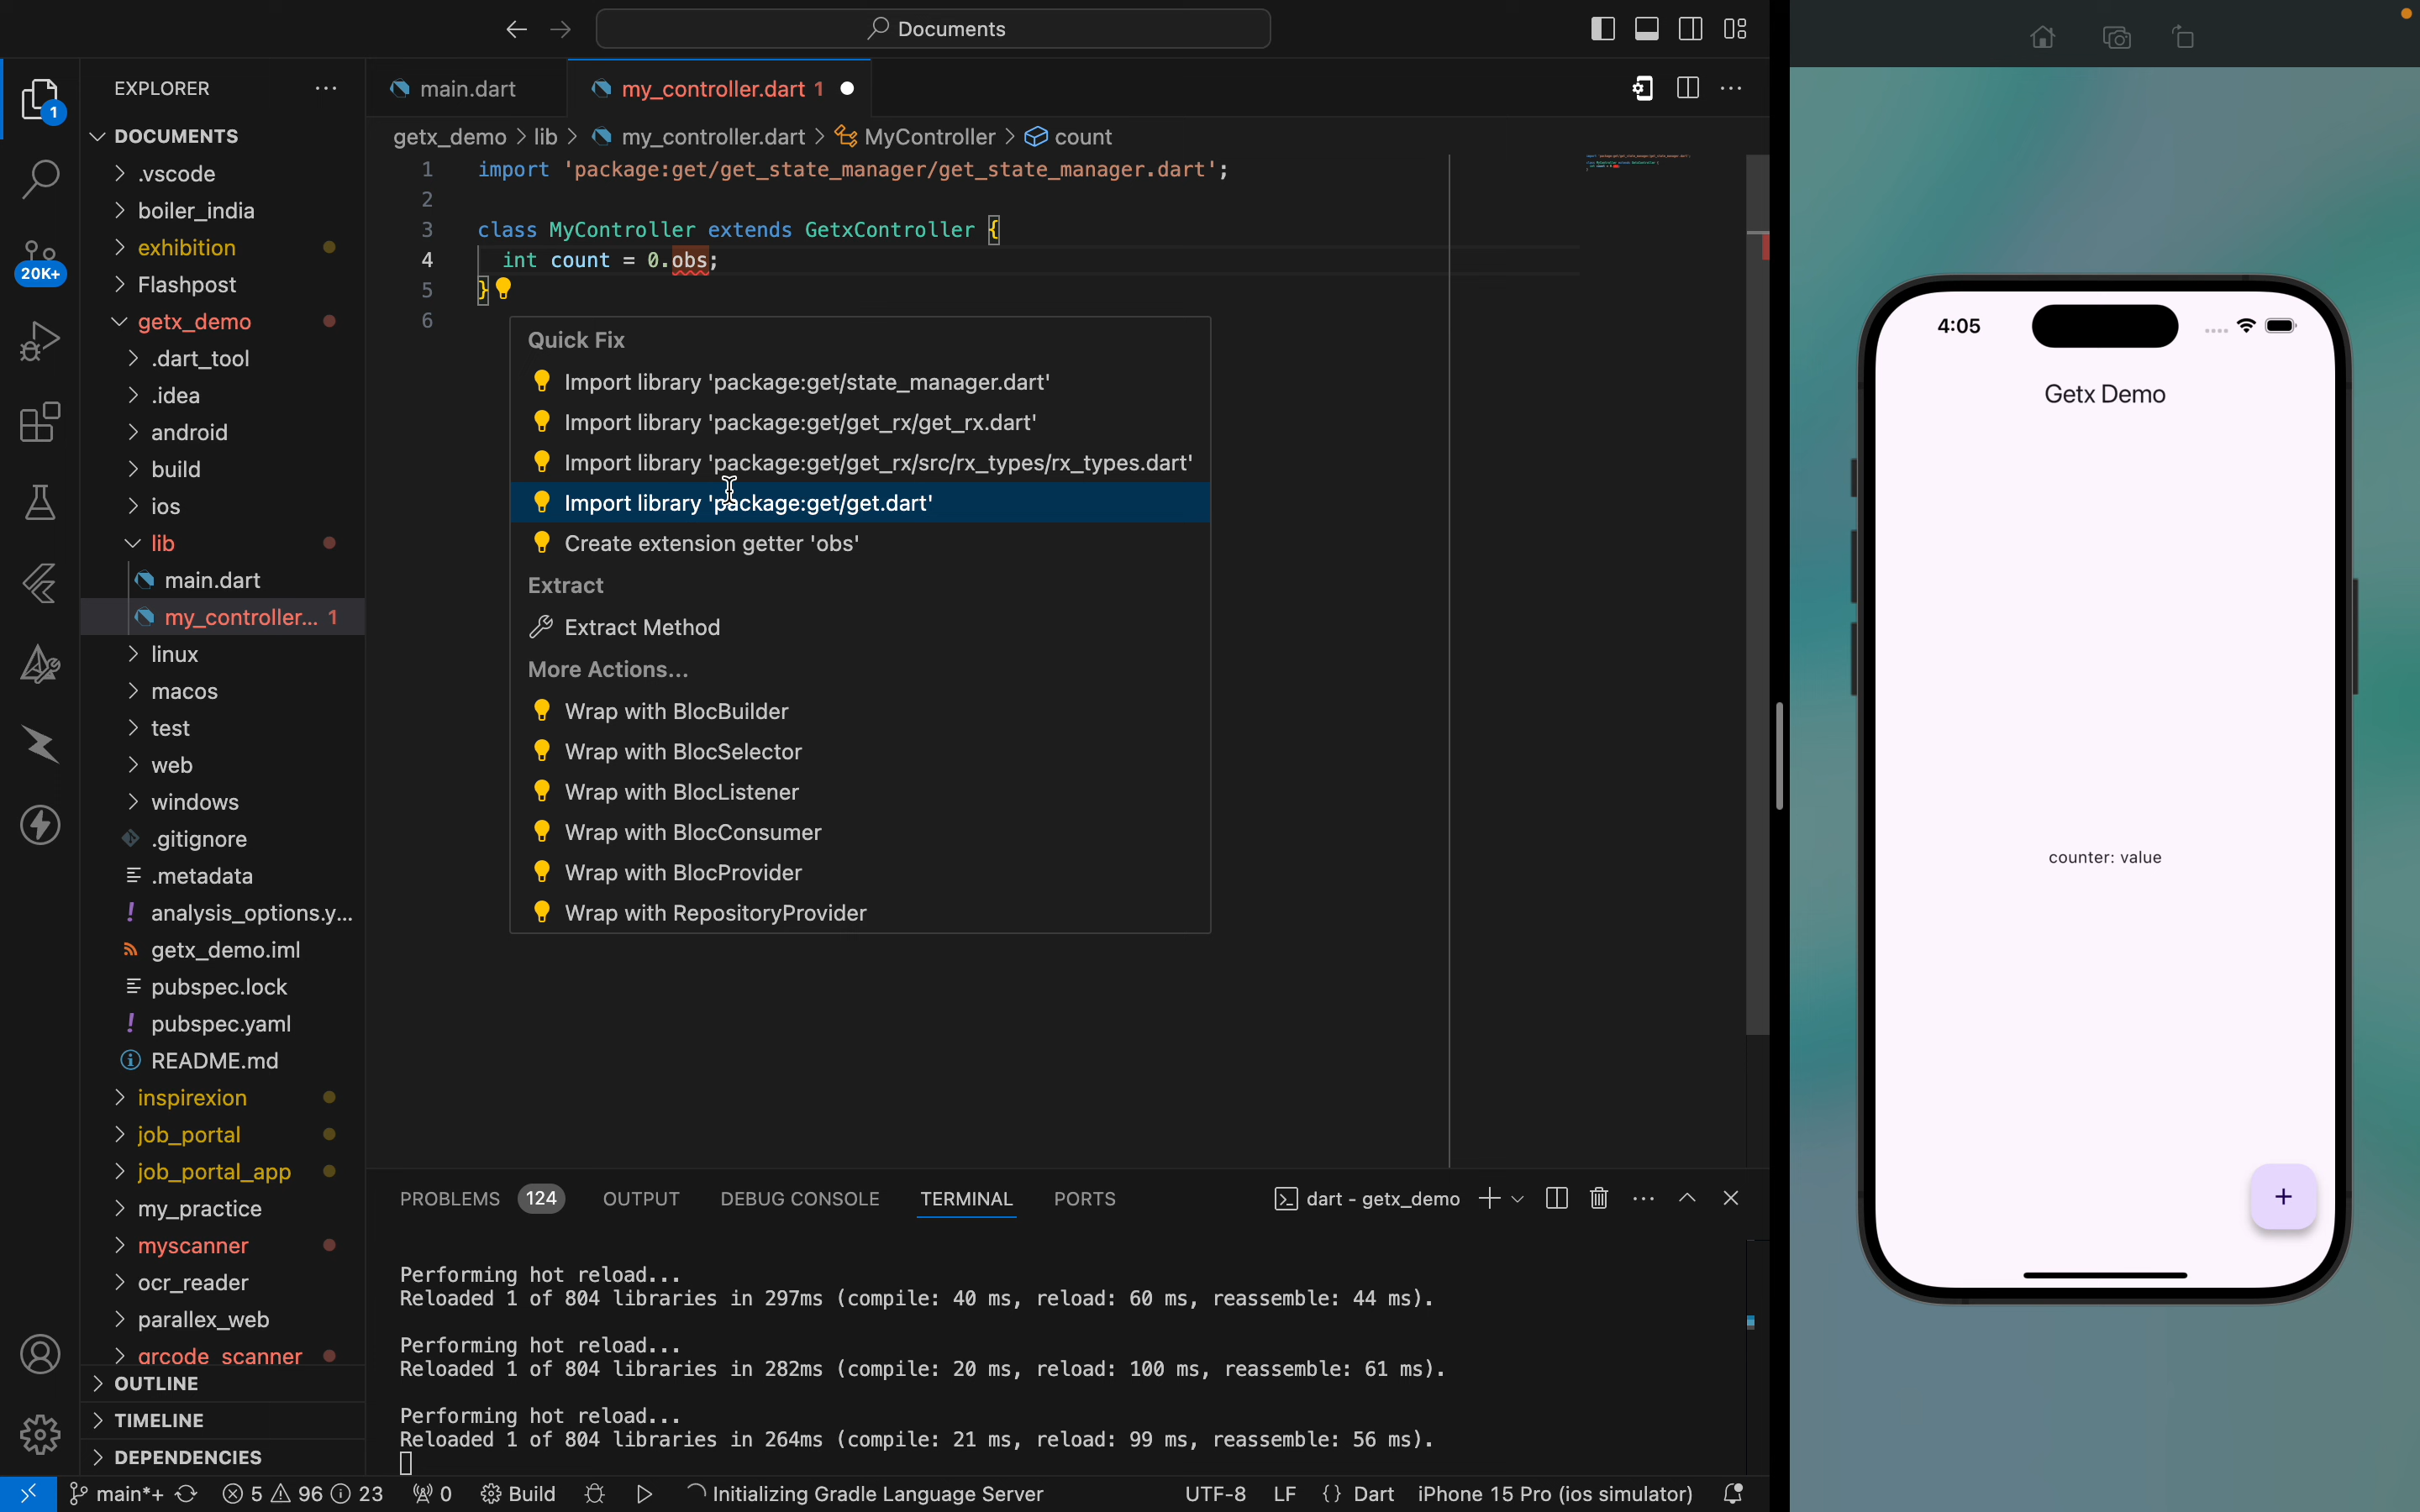 Documents
EXPLORER
DOCUMENTS
.vscode
boiler_india
exhibition
Flashpost
getx_demo
.dart_tool
.idea
android
build
ios
lib
main.dart
my_controller... 1
linux
macos
test
web
windows
.gitignore
.metadata
analysis_options.y...
getx_demo.iml
pubspec.lock
pubspec.yaml
README.md
inspirexion
job_portal
job_portal_app
my_practice
myscanner
ocr_reader
parallex_web
qrcode_scanner
OUTLINE
TIMELINE
DEPENDENCIES
1
20K+
main.dart
my_controller.dart 1
getx_demo > lib > my_controller.dart > MyController > count
1 import 'package:get/get_state_manager/get_state_manager.dart';
2
3 class MyController extends GetxController {
4 int count = 0.obs;
5 }
6
Quick Fix
Import library 'package:get/state_manager.dart'
Import library 'package:get/get_rx/get_rx.dart'
Import library 'package:get/get_rx/src/rx_types/rx_types.dart'
Import library 'package:get/get.dart'
Create extension getter 'obs'
Extract
Extract Method
More Actions...
Wrap with BlocBuilder
Wrap with BlocSelector
Wrap with BlocListener
Wrap with BlocConsumer
Wrap with BlocProvider
Wrap with RepositoryProvider
PROBLEMS 124 OUTPUT DEBUG CONSOLE TERMINAL PORTS
dart - getx_demo
Performing hot reload...
Reloaded 1 of 804 libraries in 297ms (compile: 40 ms, reload: 60 ms, reassemble: 44 ms).
Performing hot reload...
Reloaded 1 of 804 libraries in 282ms (compile: 20 ms, reload: 100 ms, reassemble: 61 ms).
Performing hot reload...
Reloaded 1 of 804 libraries in 264ms (compile: 21 ms, reload: 99 ms, reassemble: 56 ms).
main*+ 5 96 23 0 Build Initializing Gradle Language Server UTF-8 LF {} Dart iPhone 15 Pro (ios simulator)
4:05
Getx Demo
counter: value
+